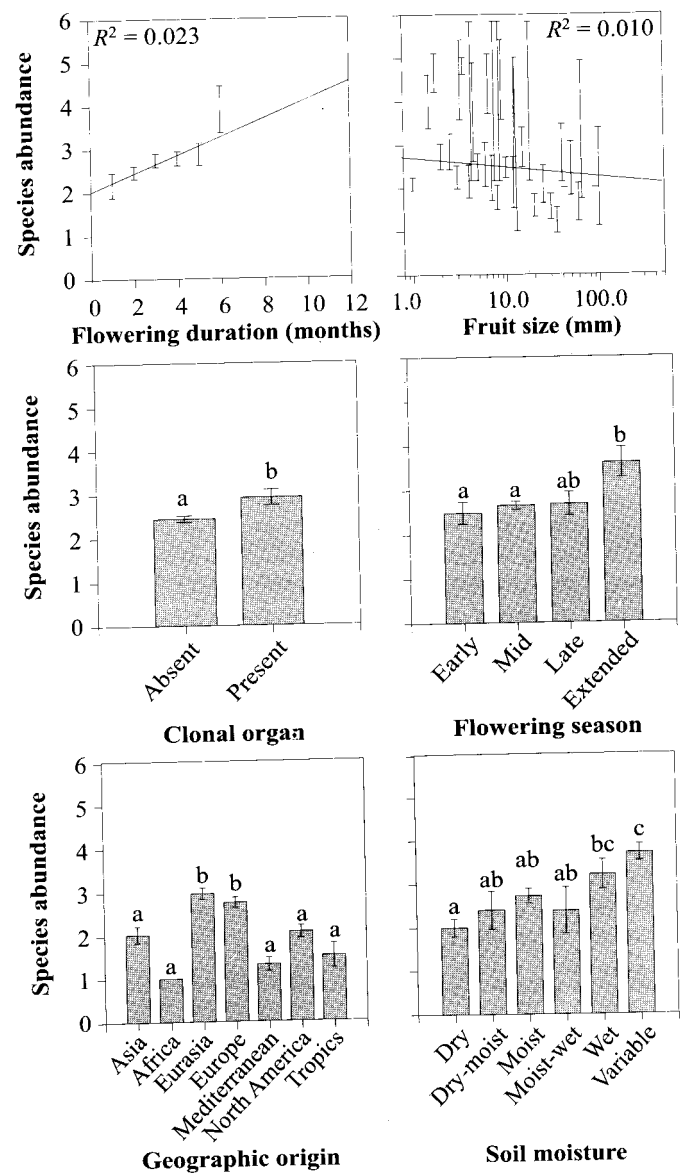 R² = 0.023
R² = 0.010
Species abundance
6
5
4
3
2
1
0
0 2 4 6 8 10 12
1.0 10.0 100.0
Flowering duration (months)
Fruit size (mm)
Species abundance
6
5
4
3
2
1
0
a b
a a ab b
Absent Present
Early Mid Late Extended
Clonal organ
Flowering season
Species abundance
6
5
4
3
2
1
0
a a b b a a a
a ab ab ab bc c
Asia Africa Eurasia Europe Mediterranean North America Tropics
Dry Dry-moist Moist Moist-wet Wet Variable
Geographic origin
Soil moisture